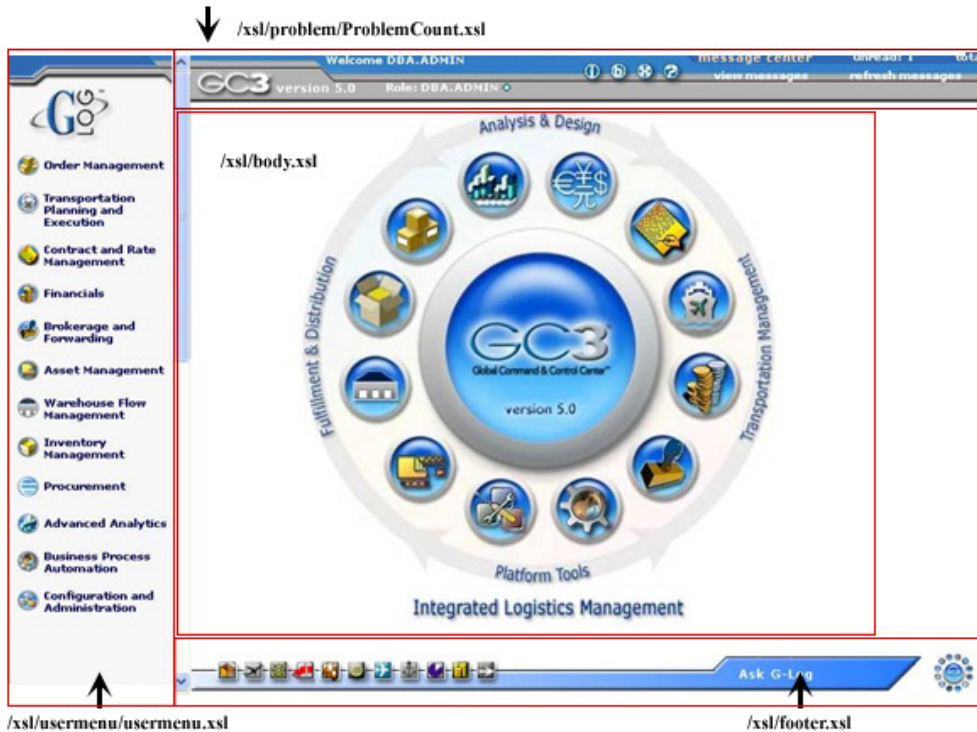 /xsl/problem/ProblemCount.xsl
Welcome DBA.ADMIN
message center
unread: 1
GC3 version 5.0
Role: DBA.ADMIN
view messages
refresh messages
G LOG
Order Management
Transportation
Planning and
Execution
Contract and Rate
Management
Financials
Brokerage and
Forwarding
Asset Management
Warehouse Flow
Management
Inventory
Management
Procurement
Advanced Analytics
Business Process
Automation
Configuration and
Administration
/xsl/body.xsl
Analysis & Design
Fulfillment & Distribution
Transportation Management
GC3™
Global Command & Control Center™
version 5.0
Platform Tools
Integrated Logistics Management
Ask G-Log
/xsl/usermenu/usermenu.xsl
/xsl/footer.xsl